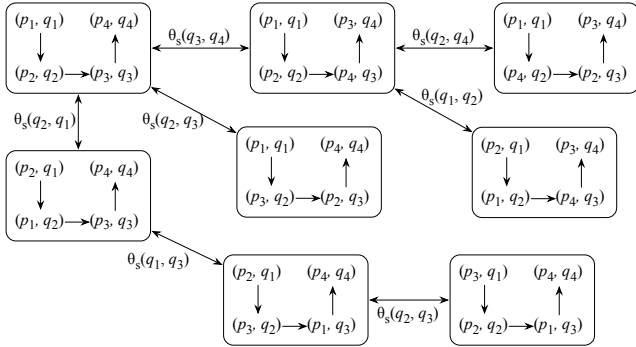 (p₁, q₁) (p₄, q₄)
(p₂, q₂) (p₃, q₃)
θₛ(q₃, q₄)
(p₁, q₁) (p₃, q₄)
(p₂, q₂) (p₄, q₃)
θₛ(q₂, q₄)
(p₁, q₁) (p₃, q₄)
(p₄, q₂) (p₂, q₃)
θₛ(q₂, q₁)
θₛ(q₂, q₃)
θₛ(q₁, q₂)
(p₂, q₁) (p₄, q₄)
(p₁, q₂) (p₃, q₃)
(p₁, q₁) (p₄, q₄)
(p₃, q₂) (p₂, q₃)
(p₂, q₁) (p₃, q₄)
(p₁, q₂) (p₄, q₃)
θₛ(q₁, q₃)
(p₂, q₁) (p₄, q₄)
(p₃, q₂) (p₁, q₃)
θₛ(q₂, q₃)
(p₃, q₁) (p₄, q₄)
(p₂, q₂) (p₁, q₃)